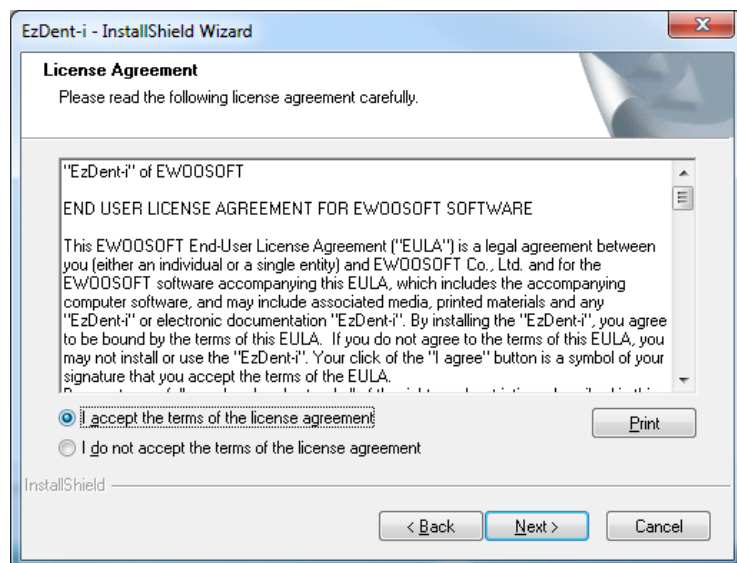 EzDent-i - InstallShield Wizard
License Agreement
Please read the following license agreement carefully.
"EzDent-i" of EWOOSOFT
END USER LICENSE AGREEMENT FOR EWOOSOFT SOFTWARE
This EWOOSOFT End-User License Agreement ("EULA") is a legal agreement between
you (either an individual or a single entity) and EWOOSOFT Co., Ltd. and for the
EWOOSOFT software accompanying this EULA, which includes the accompanying
computer software, and may include associated media, printed materials and any
"EzDent-i" or electronic documentation "EzDent-i". By installing the "EzDent-i", you agree
to be bound by the terms of this EULA.  If you do not agree to the terms of this EULA, you
may not install or use the "EzDent-i". Your click of the "I agree" button is a symbol of your
signature that you accept the terms of the EULA.
I accept the terms of the license agreement
Print
I do not accept the terms of the license agreement
InstallShield
< Back
Next >
Cancel